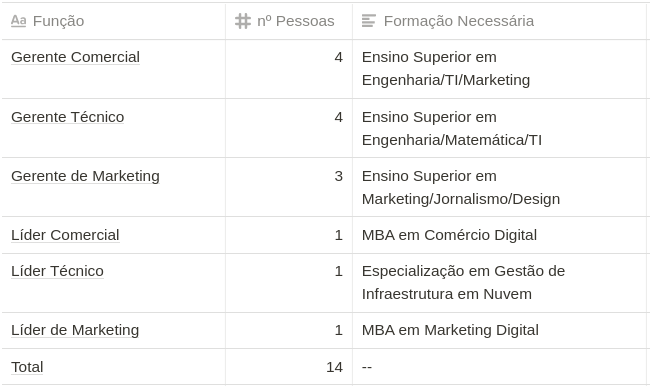 Aa Função nº Pessoas Formação Necessária
Gerente Comercial 4 Ensino Superior em
Engenharia/TI/Marketing
Gerente Técnico 4 Ensino Superior em
Engenharia/Matemática/TI
Gerente de Marketing 3 Ensino Superior em
Marketing/Jornalismo/Design
Líder Comercial 1 MBA em Comércio Digital
Líder Técnico 1 Especialização em Gestão de
Infraestrutura em Nuvem
Líder de Marketing 1 MBA em Marketing Digital
Total 14 --